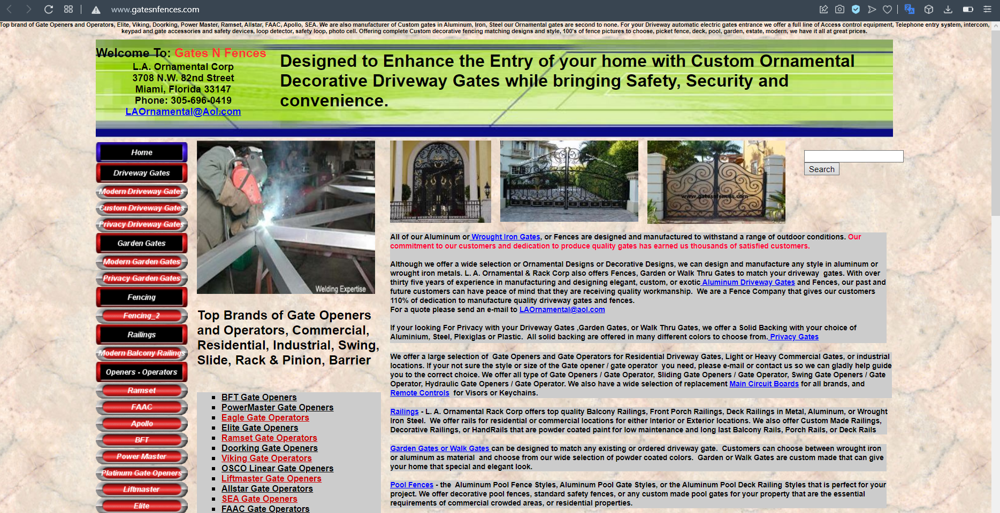 www.gatesnfences.com
Top brand of Gate Openers and Operators, Elite, Viking, Doorking, Power Master, Ramset, Allstar, FAAC, Apollo, SEA. We are also manufacturer of Custom gates in Aluminum, Iron, Steel our Ornamental gates are second to none. For your Driveway automatic electric gates entrance we offer a full line of Access control equipment, Telephone entry system, intercom,
keypad and gate accessories and safety devices, loop detector, safety loop, photo cell. Offering complete Custom decorative fencing matching designs and style, 100's of fence pictures to choose, picket fence, deck, pool, garden, estate, modern, we have it all at great prices.
Welcome To: Gates N Fences
L.A. Ornamental Corp
3708 N.W. 82nd Street
Miami, Florida 33147
Phone: 305-696-0419
LAOrnamental@Aol.com
Designed to Enhance the Entry of your home with Custom Ornamental
Decorative Driveway Gates while bringing Safety, Security and
convenience.
Home
Driveway Gates
Modern Driveway Gates
Custom Driveway Gates
Privacy Driveway Gates
Garden Gates
Modern Garden Gates
Privacy Garden Gates
Fencing
Fencing_2
Railings
Modern Balcony Railings
Openers - Operators
Ramset
FAAC
Apollo
BFT
Power Master
Platinum Gate Openers
Liftmaster
Elite
Welding Expertise
Top Brands of Gate Openers
and Operators, Commercial,
Residential, Industrial, Swing,
Slide, Rack & Pinion, Barrier
BFT Gate Openers
PowerMaster Gate Openers
Eagle Gate Operators
Elite Gate Openers
Ramset Gate Operators
Doorking Gate Openers
Viking Gate Operators
OSCO Linear Gate Openers
Liftmaster Gate Openers
Allstar Gate Operators
SEA Gate Openers
FAAC Gate Operators
www.gatesnfences.com
Search
All of our Aluminum or Wrought Iron Gates, or Fences are designed and manufactured to withstand a range of outdoor conditions. Our
commitment to our customers and dedication to produce quality gates has earned us thousands of satisfied customers.
Although we offer a wide selection or Ornamental Designs or Decorative Designs, we can design and manufacture any style in aluminum or
wrought iron metals. L. A. Ornamental & Rack Corp also offers Fences, Garden or Walk Thru Gates to match your driveway gates. With over
thirty five years of experience in manufacturing and designing elegant, custom, or exotic Aluminum Driveway Gates and Fences, our past and
future customers can have peace of mind that they are receiving quality workmanship. We are a Fence Company that gives our customers
110% of dedication to manufacture quality driveway gates and fences.
For a quote please send an e-mail to LAOrnamental@aol.com
If your looking For Privacy with your Driveway Gates ,Garden Gates, or Walk Thru Gates, we offer a Solid Backing with your choice of
Aluminium, Steel, Plexiglas or Plastic. All solid backing are offered in many different colors to choose from. Privacy Gates
We offer a large selection of Gate Openers and Gate Operators for Residential Driveway Gates, Light or Heavy Commercial Gates, or industrial
locations. If your not sure the style or size of the Gate opener / gate operator you need, please e-mail or contact us so we can gladly help guide
you to the correct choice. We offer all type of Gate Openers / Gate Operator, Sliding Gate Openers / Gate Operator, Swing Gate Openers / Gate
Operator, Hydraulic Gate Openers / Gate Operator. We also have a wide selection of replacement Main Circuit Boards for all brands, and
Remote Controls for Visors or Keychains.
Railings - L. A. Ornamental Rack Corp offers top quality Balcony Railings, Front Porch Railings, Deck Railings in Metal, Aluminum, or Wrought
Iron Steel. We offer rails for residential or commercial locations for either Interior or Exterior locations. We also offer Custom Made Railings,
Decorative Railings, or HandRails that are powder coated paint for low maintenance and long last Balcony Rails, Porch Rails, or Deck Rails
Garden Gates or Walk Gates can be designed to match any existing or ordered driveway gate. Customers can choose between wrought iron
or aluminum as material and choose from our wide selection of powder coated colors. Garden or Walk Gates are custom made that can give
your home that special and elegant look.
Pool Fences - the Aluminum Pool Fence Styles, Aluminum Pool Gate Styles, or the Aluminum Pool Deck Railing Styles that is perfect for your
project. We offer decorative pool fences, standard safety fences, or any custom made pool gates for your property that are the essential
requirements of commercial crowded areas, or residential properties.